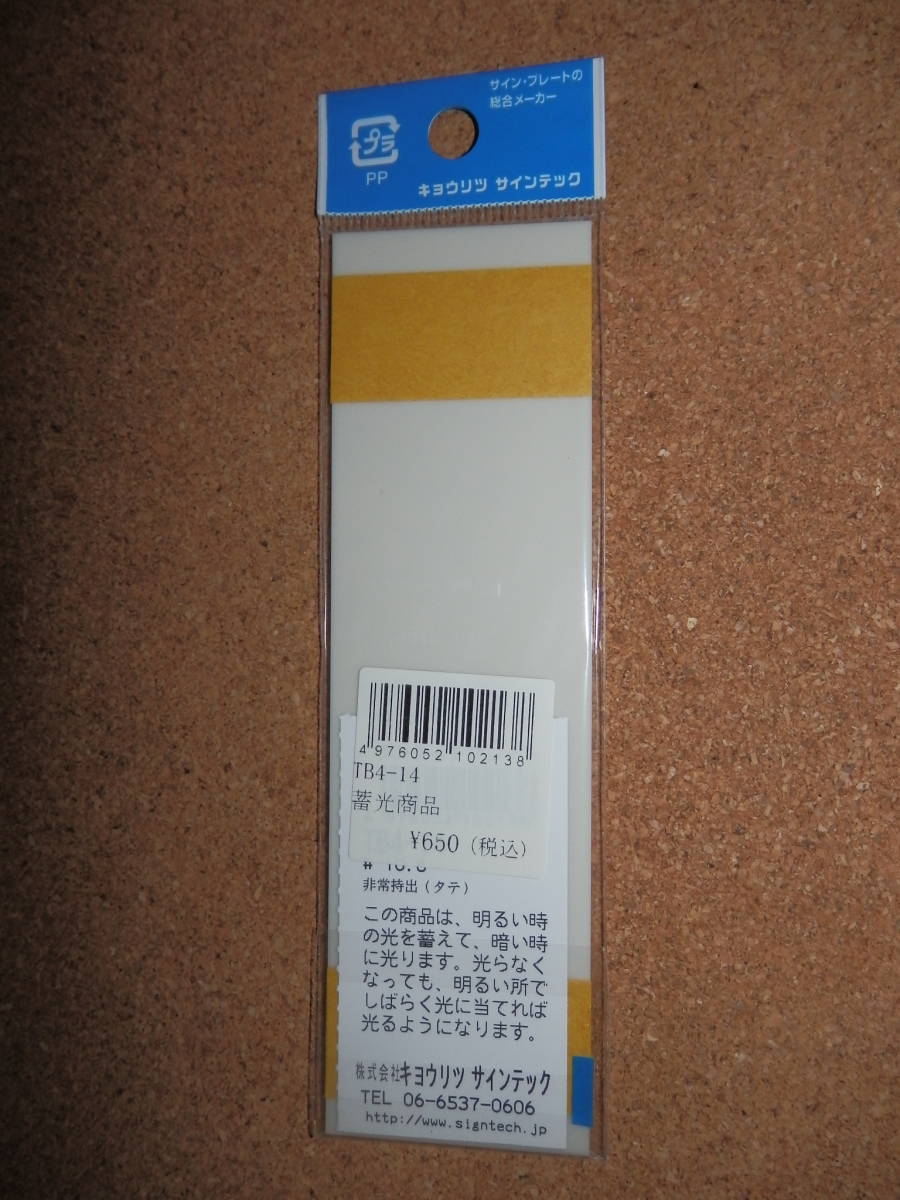 サイン・プレートの
総合メーカー
プラ
PP
キョウリツ サインテック
4 976052 102138
TB4-14
蓄光商品
¥650 (税込)
非常持出(タテ)
この商品は、明るい時
の光を蓄えて、暗い時
に光ります。光らなく
なっても、明るい所で
しばらく光に当てれば
光るようになります。
株式会社キョウリツ サインテック
TEL 06-6537-0606
http://www.signtech.jp